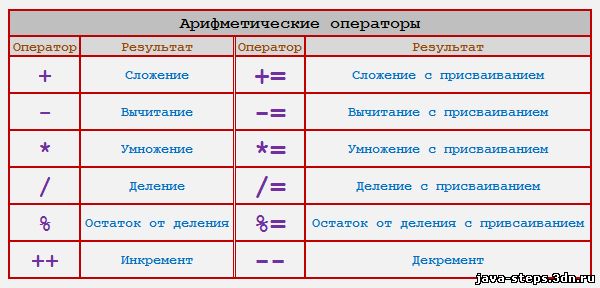 Арифметические операторы
Оператор Результат Оператор Результат
+ Сложение += Сложение с присваиванием
- Вычитание -= Вычитание с присваиванием
* Умножение *= Умножение с присваиванием
/ Деление /= Деление с присваиванием
% Остаток от деления %= Остаток от деления с привсаиванием
++ Инкремент -- Декремент
java-steps.3dn.ru